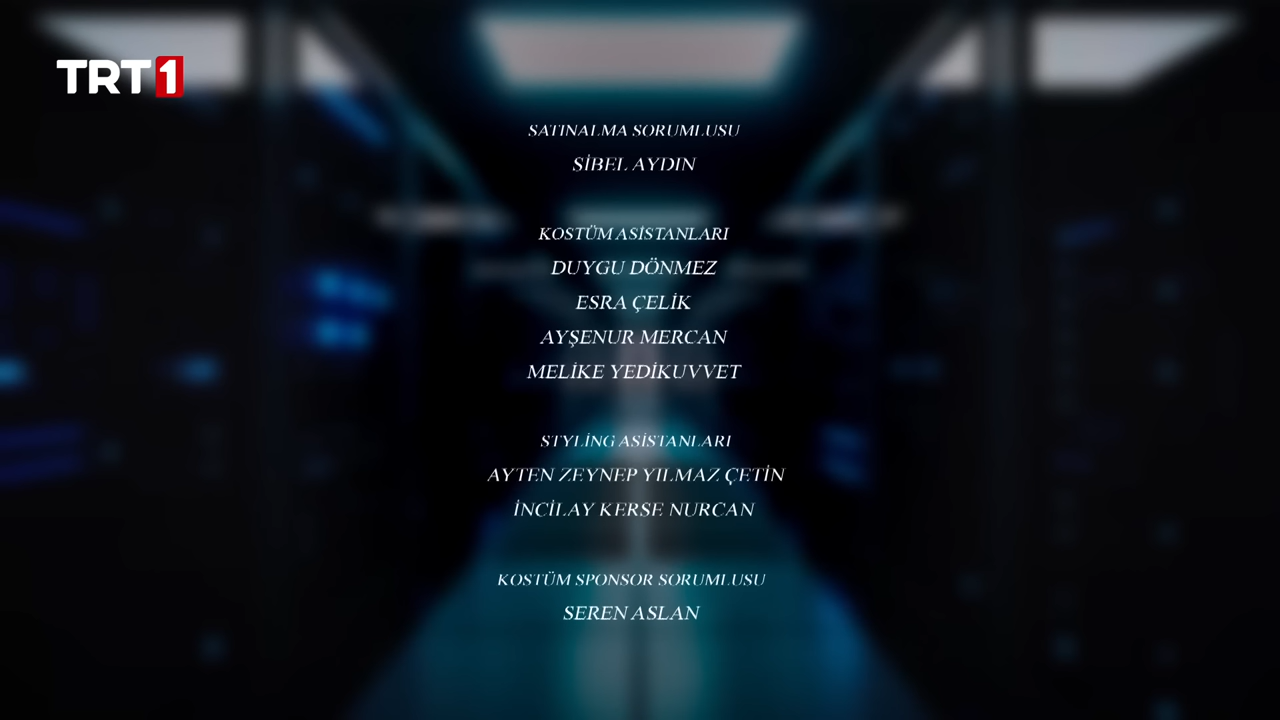 TRT1
SATINALMA SORUMLUSU
SİBEL AYDIN
KOSTÜM ASİSTANLARI
DUYGU DÖNMEZ
ESRA ÇELİK
AYŞENUR MERCAN
MELİKE YEDİKUVVET
STYLİNG ASİSTANLARI
AYTEN ZEYNEP YILMAZ ÇETİN
İNCİLAY KERSE NURCAN
KOSTÜM SPONSOR SORUMLUSU
SEREN ASLAN